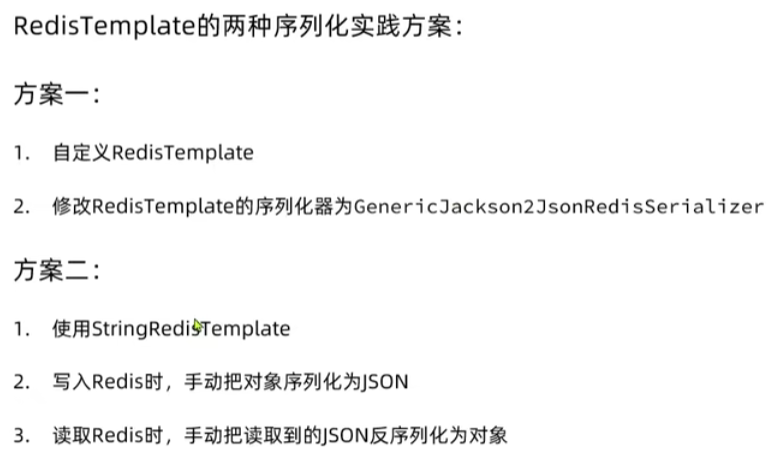 RedisTemplate的两种序列化实践方案：
方案一：
1. 自定义RedisTemplate
2. 修改RedisTemplate的序列化器为GenericJackson2JsonRedisSerializer
方案二：
1. 使用StringRedisTemplate
2. 写入Redis时，手动把对象序列化为JSON
3. 读取Redis时，手动把读取到的JSON反序列化为对象